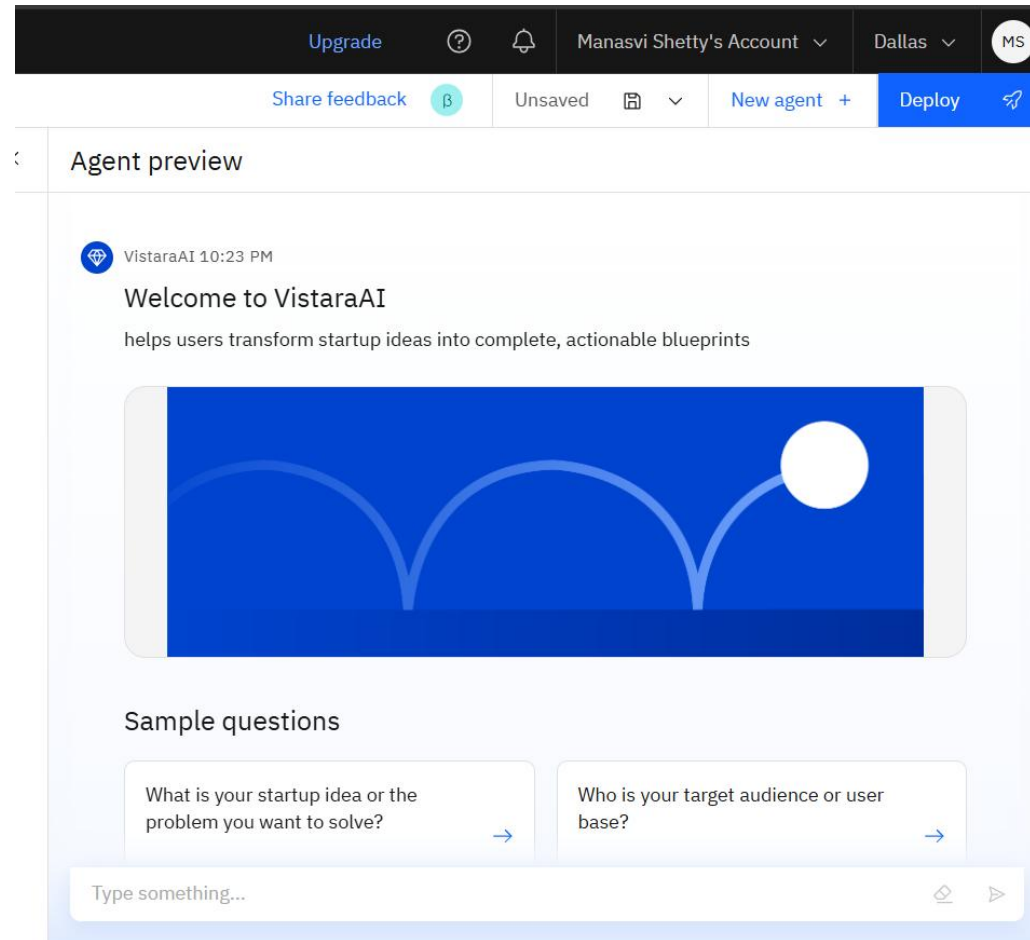 Upgrade
Manasvi Shetty's Account
Dallas
MS
Share feedback
β
Unsaved
New agent +
Deploy
Agent preview
VistaraAI 10:23 PM
Welcome to VistaraAI
helps users transform startup ideas into complete, actionable blueprints
Sample questions
What is your startup idea or the
problem you want to solve?
Who is your target audience or user
base?
Type something...